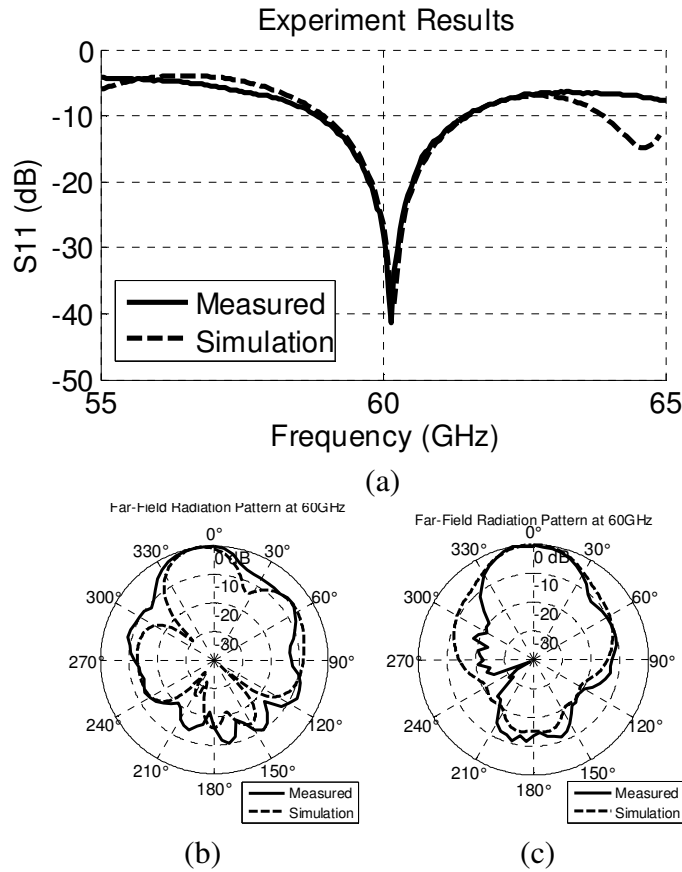 Experiment Results
0
-10
-20
-30
-40
-50
S11 (dB)
Measured
Simulation
55
60
65
Frequency (GHz)
(a)
Far-Field Radiation Pattern at 60GHz
0°
30°
60°
90°
120°
150°
180°
210°
240°
270°
300°
330°
0 dB
-10
-20
-30
Measured
Simulation
(b)
Far-Field Radiation Pattern at 60GHz
0°
30°
60°
90°
120°
150°
180°
210°
240°
270°
300°
330°
0 dB
-10
-20
-30
Measured
Simulation
(c)